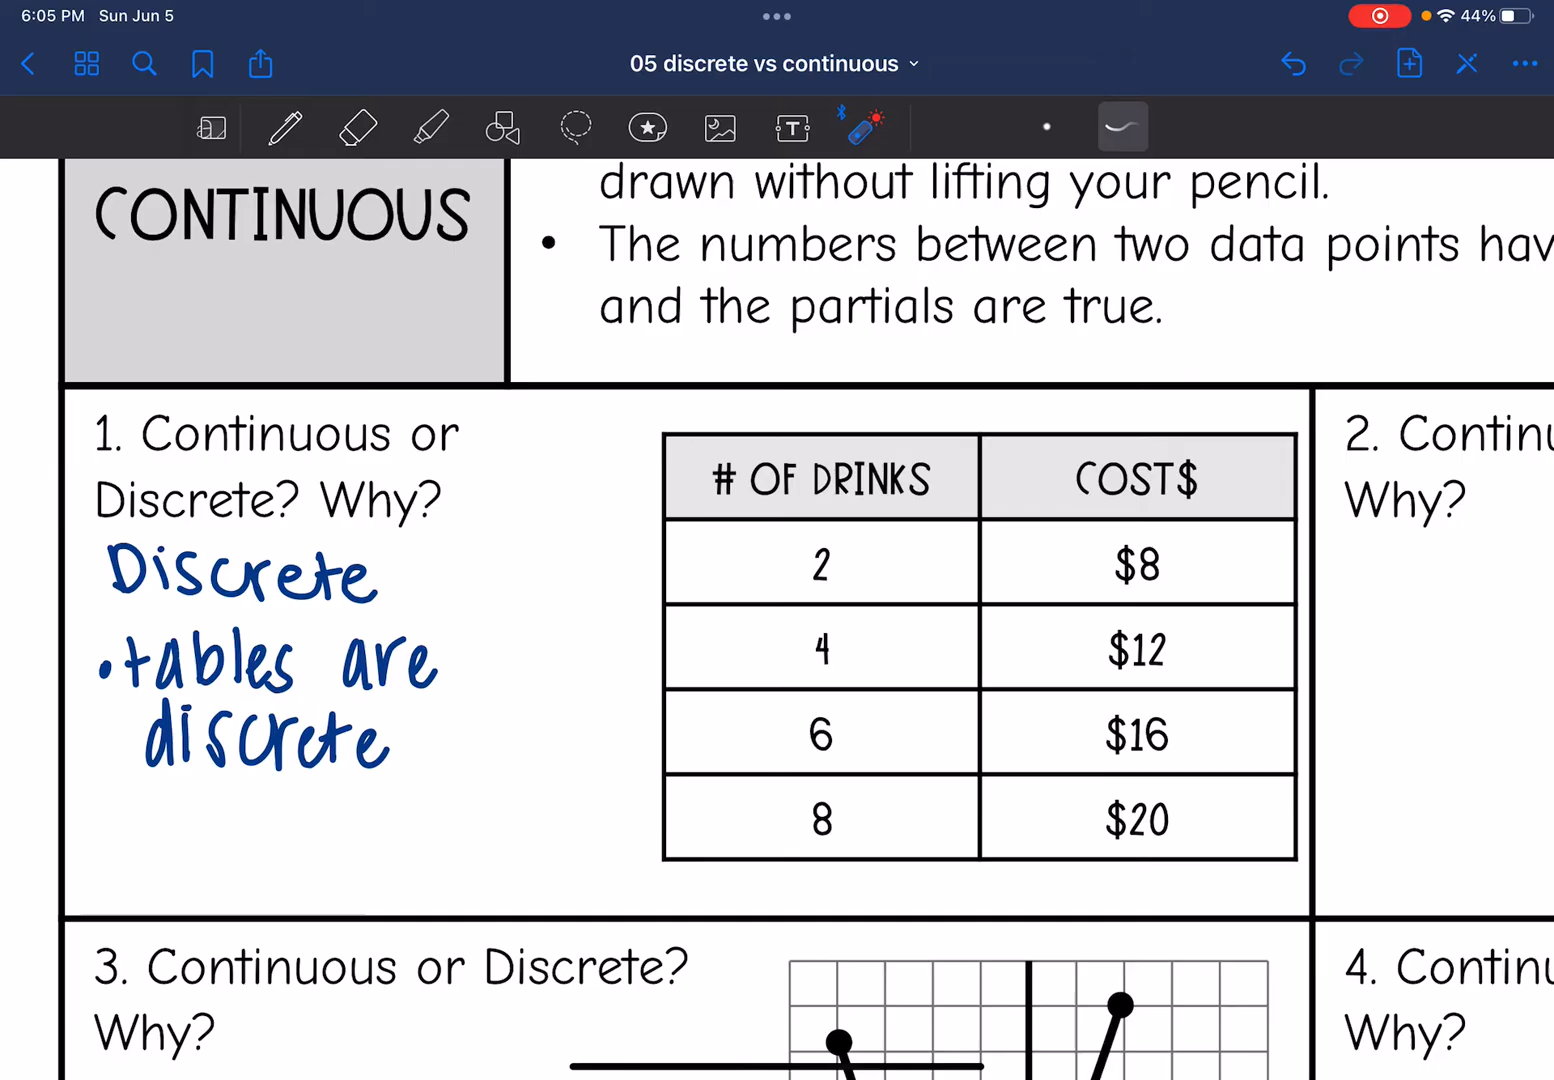 6:05 PM Sun Jun 5
44%
05 discrete vs continuous
T
CONTINUOUS
drawn without lifting your pencil.
• The numbers between two data points hav
and the partials are true.
1. Continuous or
Discrete? Why?
Discrete
•tables are
discrete
# OF DRINKS COST$
2 $8
4 $12
6 $16
8 $20
2. Continu
Why?
3. Continuous or Discrete?
Why?
4. Continu
Why?